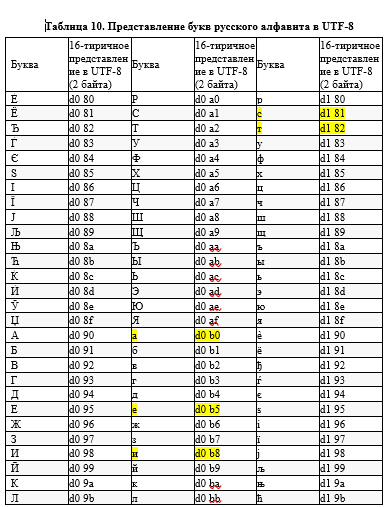 Таблица 10. Представление букв русского алфавита в UTF-8
Буква 16-тиричное Буква 16-тиричное Буква 16-тиричное
представлен представлен представлен
ие в UTF-8 ие в UTF-8 ие в UTF-8
(2 байта) (2 байта) (2 байта)
Ѐ d0 80 Р d0 a0 р d1 80
Ё d0 81 С d0 a1 с d1 81
Ђ d0 82 Т d0 a2 т d1 82
Ѓ d0 83 У d0 a3 у d1 83
Є d0 84 Ф d0 a4 ф d1 84
Ѕ d0 85 Х d0 a5 х d1 85
І d0 86 Ц d0 a6 ц d1 86
Ї d0 87 Ч d0 a7 ч d1 87
Ј d0 88 Ш d0 a8 ш d1 88
Љ d0 89 Щ d0 a9 щ d1 89
Њ d0 8a Ъ d0 aa ъ d1 8a
Ћ d0 8b Ы d0 ab ы d1 8b
Ќ d0 8c Ь d0 ac ь d1 8c
Ѝ d0 8d Э d0 ad э d1 8d
Ў d0 8e Ю d0 ae ю d1 8e
Џ d0 8f Я d0 af я d1 8f
А d0 90 а d0 b0 ѐ d1 90
Б d0 91 б d0 b1 ё d1 91
В d0 92 в d0 b2 ђ d1 92
Г d0 93 г d0 b3 ѓ d1 93
Д d0 94 д d0 b4 є d1 94
Е d0 95 е d0 b5 ѕ d1 95
Ж d0 96 ж d0 b6 і d1 96
З d0 97 з d0 b7 ї d1 97
И d0 98 и d0 b8 ј d1 98
Й d0 99 й d0 b9 љ d1 99
К d0 9a к d0 ba њ d1 9a
Л d0 9b л d0 bb ћ d1 9b